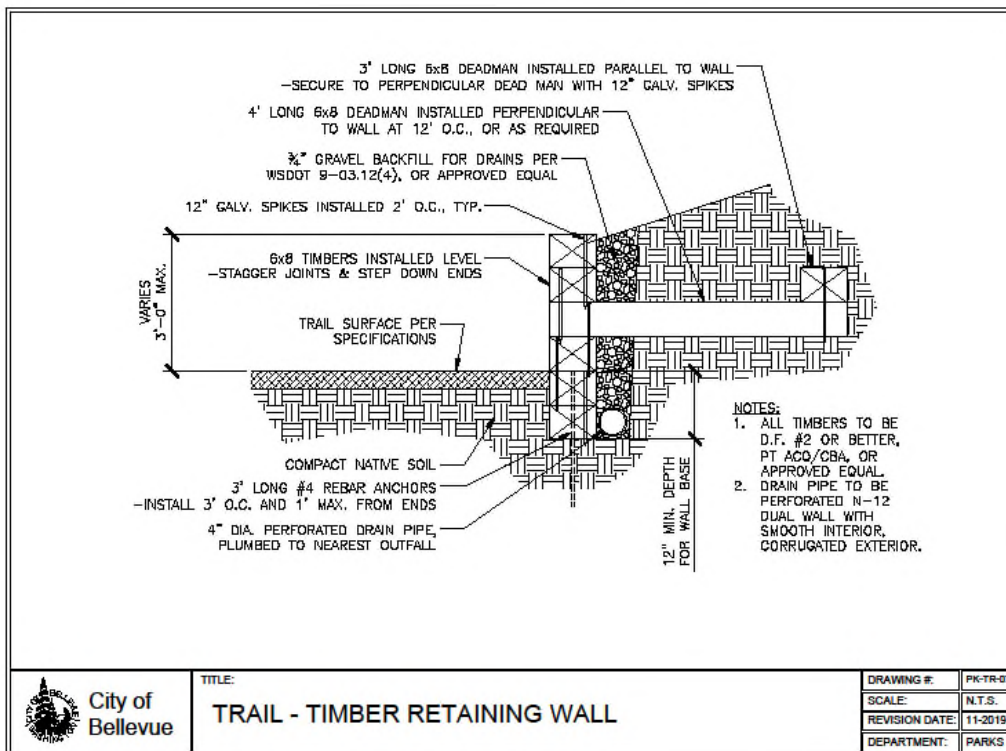 3' LONG 6x8 DEADMAN INSTALLED PARALLEL TO WALL
-SECURE TO PERPENDICULAR DEAD MAN WITH 12" GALV. SPIKES
4' LONG 6x8 DEADMAN INSTALLED PERPENDICULAR
TO WALL AT 12' O.C., OR AS REQUIRED
¾" GRAVEL BACKFILL FOR DRAINS PER
WSDOT 9-03.12(4), OR APPROVED EQUAL
12" GALV. SPIKES INSTALLED 2' O.C., TYP.
6x8 TIMBERS INSTALLED LEVEL
-STAGGER JOINTS & STEP DOWN ENDS
VARIES
3'-0" MAX.
TRAIL SURFACE PER
SPECIFICATIONS
COMPACT NATIVE SOIL
3' LONG #4 REBAR ANCHORS
-INSTALL 3' O.C. AND 1' MAX. FROM ENDS
4" DIA. PERFORATED DRAIN PIPE,
PLUMBED TO NEAREST OUTFALL
12" MIN. DEPTH
FOR WALL BASE
NOTES:
1. ALL TIMBERS TO BE
D.F. #2 OR BETTER,
PT ACQ/CBA, OR
APPROVED EQUAL.
2. DRAIN PIPE TO BE
PERFORATED N-12
DUAL WALL WITH
SMOOTH INTERIOR,
CORRUGATED EXTERIOR.
City of
Bellevue
TITLE:
TRAIL - TIMBER RETAINING WALL
DRAWING #:
SCALE: N.T.S.
REVISION DATE: 11-2019
DEPARTMENT: PARKS